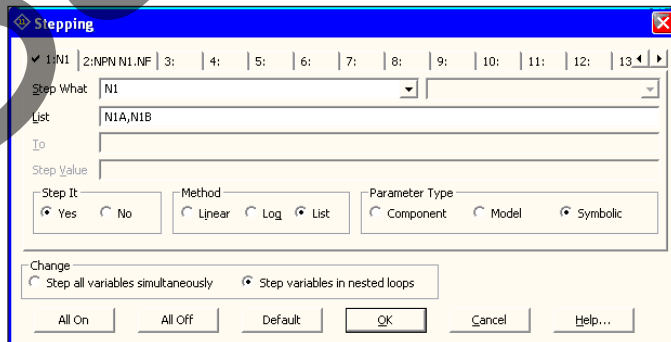 Stepping
1:N1 2:NPN N1.NF 3: 4: 5: 6: 7: 8: 9: 10: 11: 12: 13
Step What N1
List N1A,N1B
To
Step Value
Step It Method Parameter Type
Yes No Linear Log List Component Model Symbolic
Change
Step all variables simultaneously Step variables in nested loops
All On All Off Default OK Cancel Help...